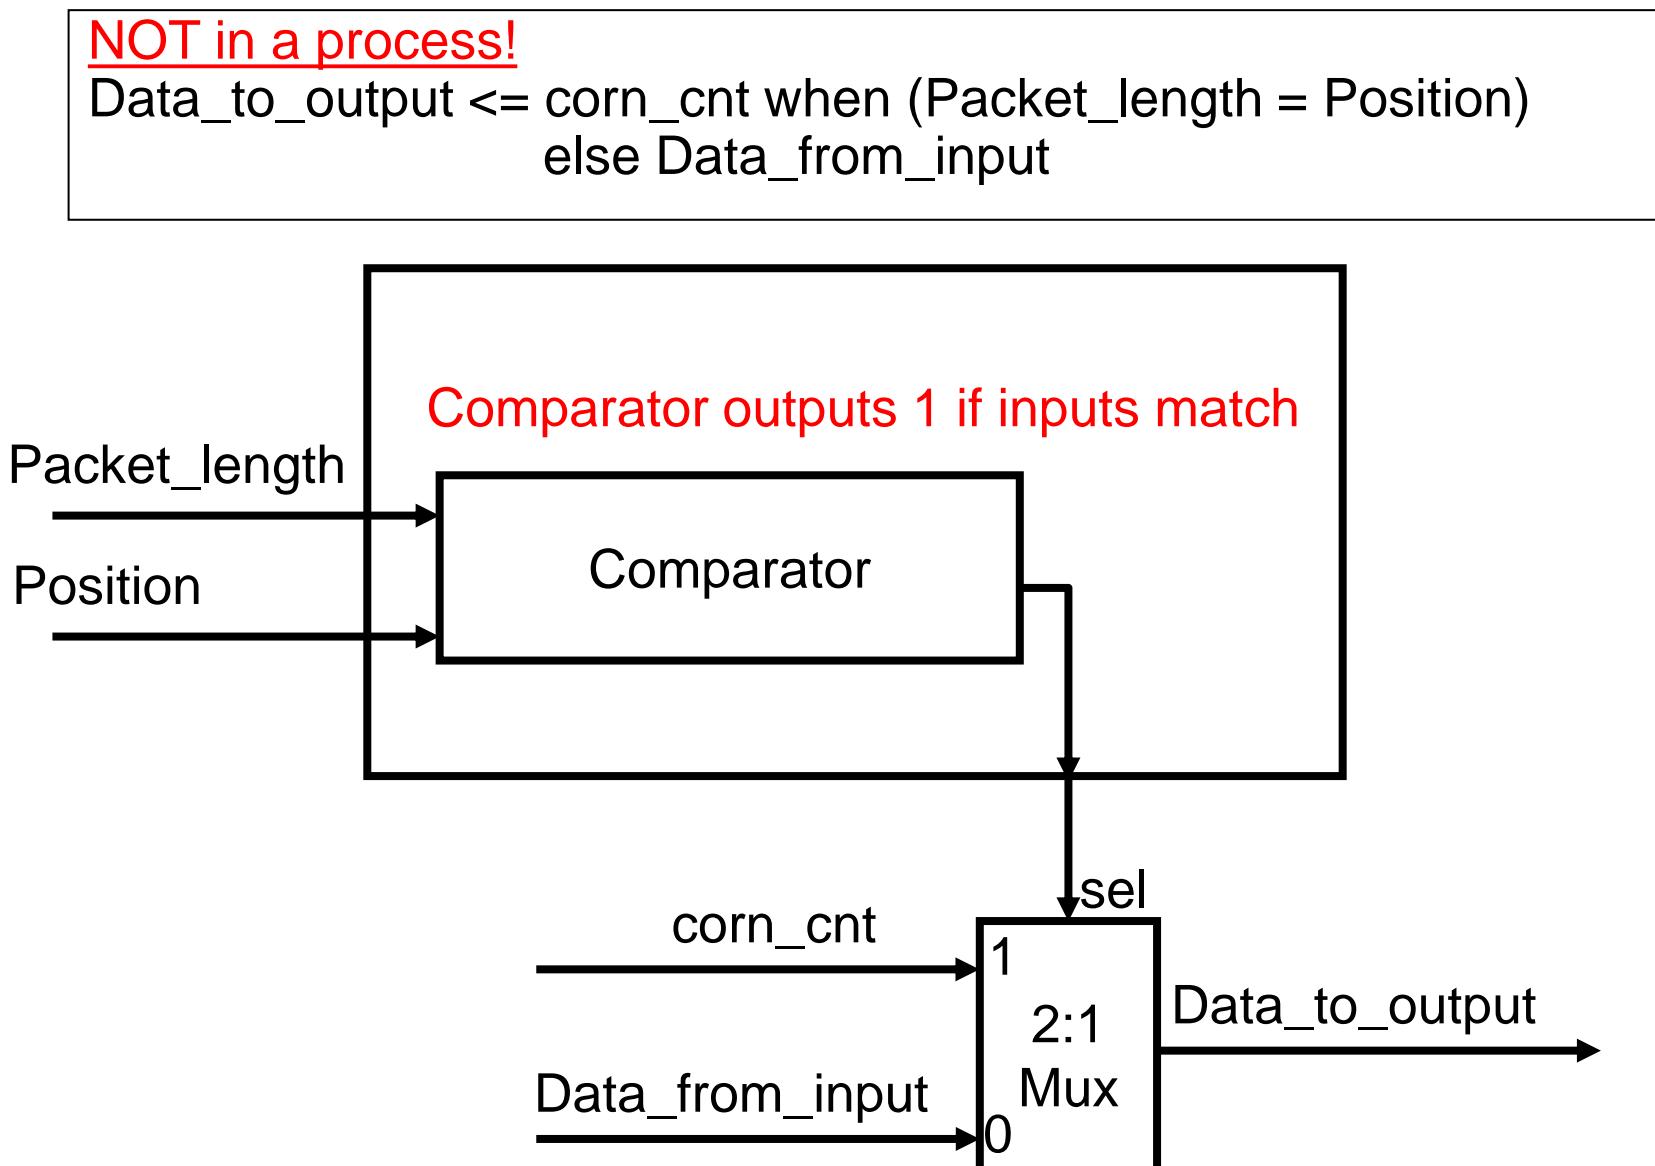 NOT in a process!
Data_to_output <= corn_cnt when (Packet_length = Position)
else Data_from_input
Comparator outputs 1 if inputs match
Packet_length
Comparator
Position
sel
corn_cnt
1
Data_to_output
2:1
Mux
Data_from_input
0